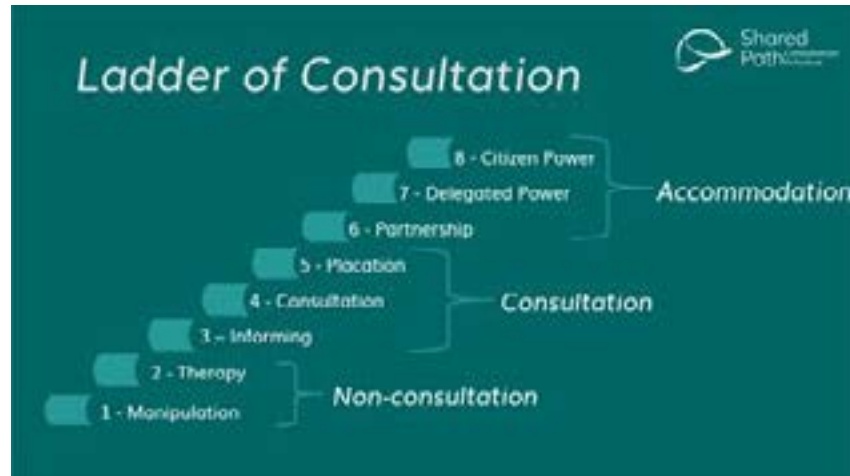 Ladder of Consultation
Shared
Path
8 - Citizen Power
7 - Delegated Power
Accommodation
6 - Partnership
5 - Placation
4 - Consultation
Consultation
3 – Informing
2 - Therapy
Non-consultation
1 - Manipulation